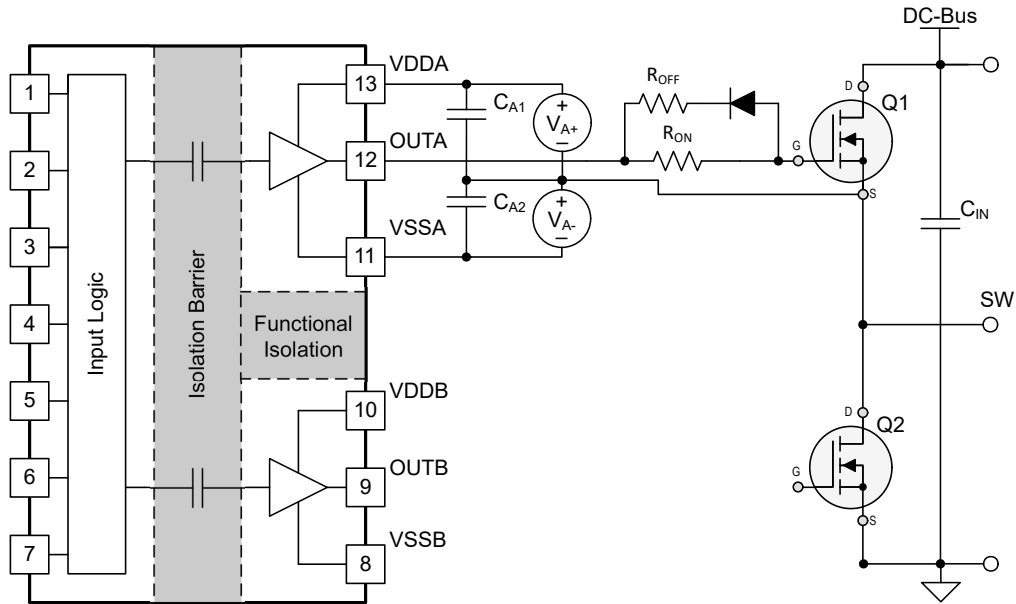 DC-Bus
VDDA
1
13
R_OFF
D
Q1
C_A1
+
V_A+
–
R_ON
OUTA
2
12
G
S
C_A2
+
V_A-
–
C_IN
VSSA
3
11
Input Logic
Isolation Barrier
Functional
Isolation
SW
4
VDDB
5
10
D
Q2
OUTB
6
9
G
S
VSSB
7
8